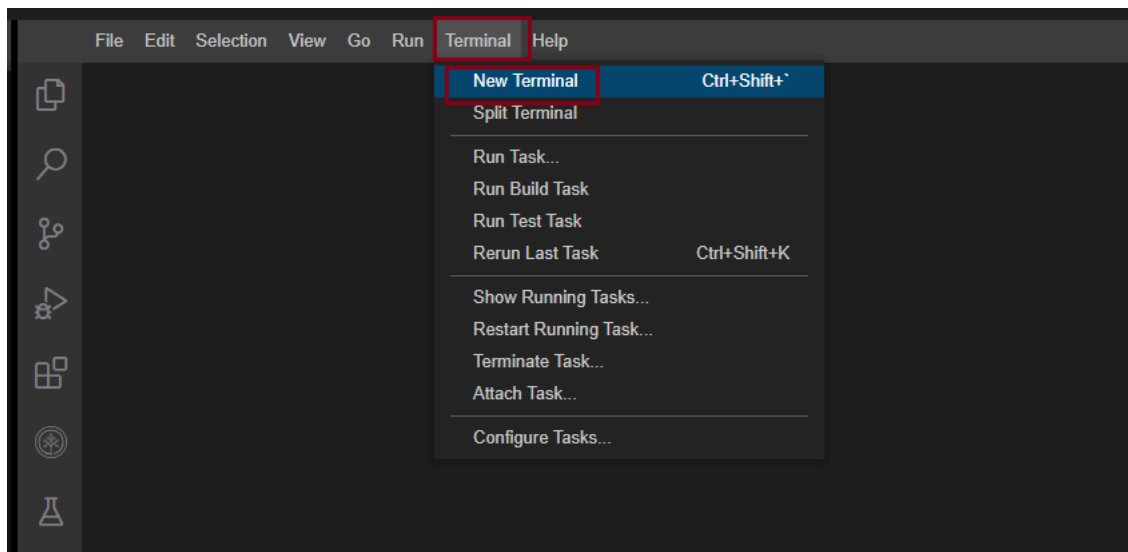 File Edit Selection View Go Run Terminal Help
New Terminal Ctrl+Shift+`
Split Terminal
Run Task...
Run Build Task
Run Test Task
Rerun Last Task Ctrl+Shift+K
Show Running Tasks...
Restart Running Task...
Terminate Task...
Attach Task...
Configure Tasks...